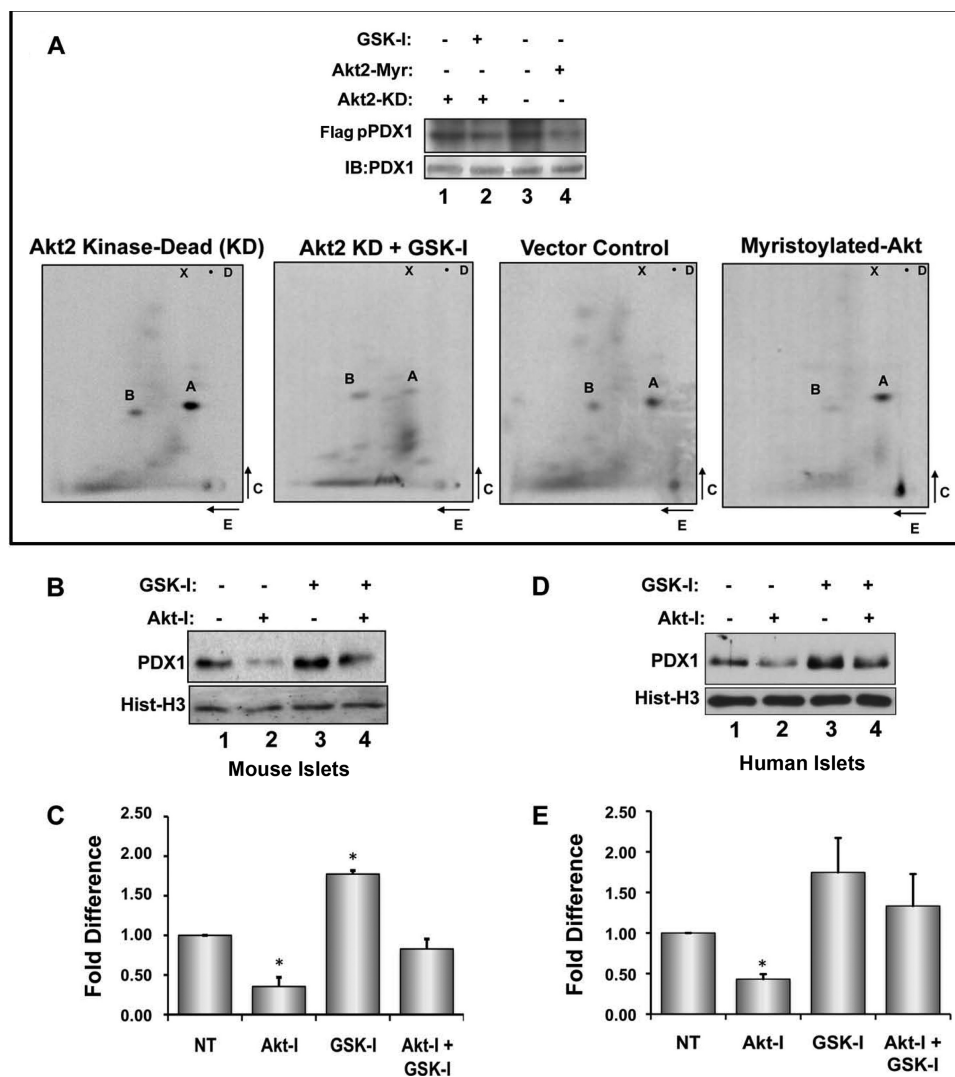 A
GSK-I: - + - -
Akt2-Myr: - - - +
Akt2-KD: + + - -
Flag pPDX1
IB:PDX1
1 2 3 4
Akt2 Kinase-Dead (KD) Akt2 KD + GSK-I Vector Control Myristoylated-Akt
X • D X • D X • D X • D
B A B A B A B A
C C C C
E E E E
B
GSK-I: - - + +
Akt-I: - + - +
PDX1
Hist-H3
1 2 3 4
Mouse Islets
D
GSK-I: - - + +
Akt-I: - + - +
PDX1
Hist-H3
1 2 3 4
Human Islets
C
Fold Difference
2.50
2.00
1.50
1.00
0.50
0.00
* *
NT Akt-I GSK-I Akt-I +
GSK-I
E
Fold Difference
2.50
2.00
1.50
1.00
0.50
0.00
*
NT Akt-I GSK-I Akt-I +
GSK-I